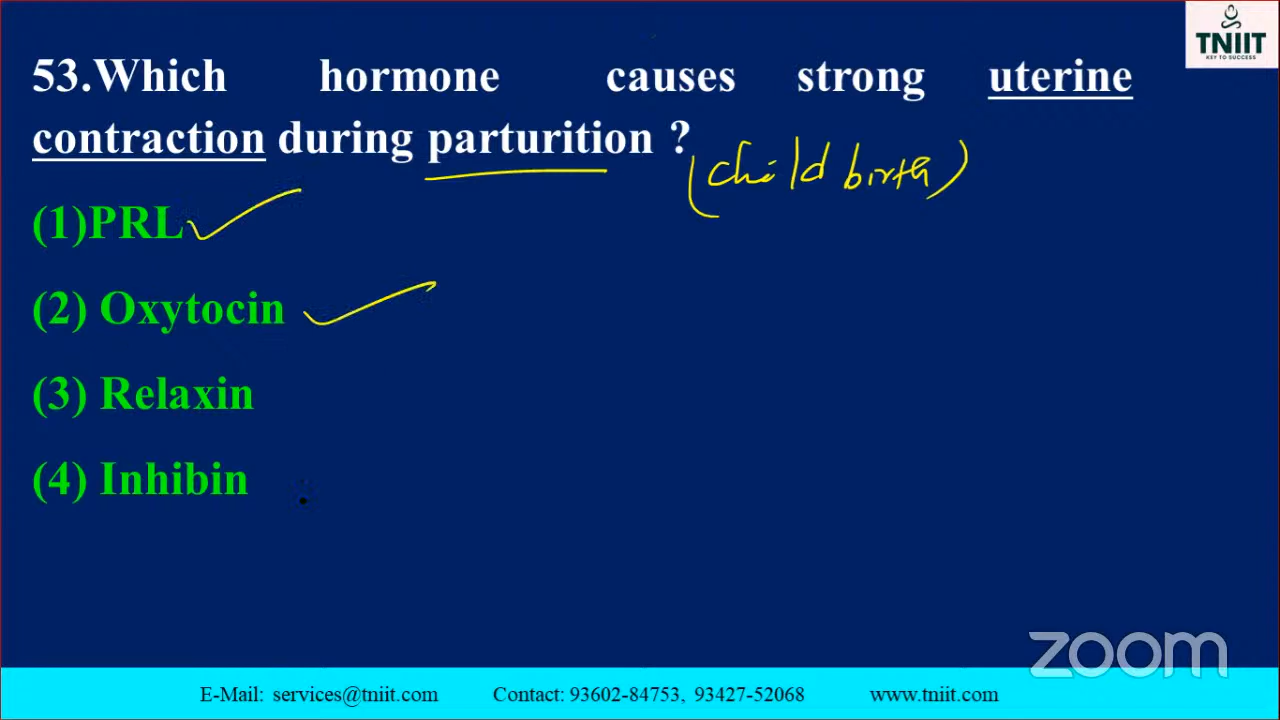 TNIIT
KEY TO SUCCESS
53.Which hormone causes strong uterine
contraction during parturition ?
(child birth)
(1)PRL
(2) Oxytocin
(3) Relaxin
(4) Inhibin
zoom
E-Mail: services@tniit.com Contact: 93602-84753, 93427-52068 www.tniit.com